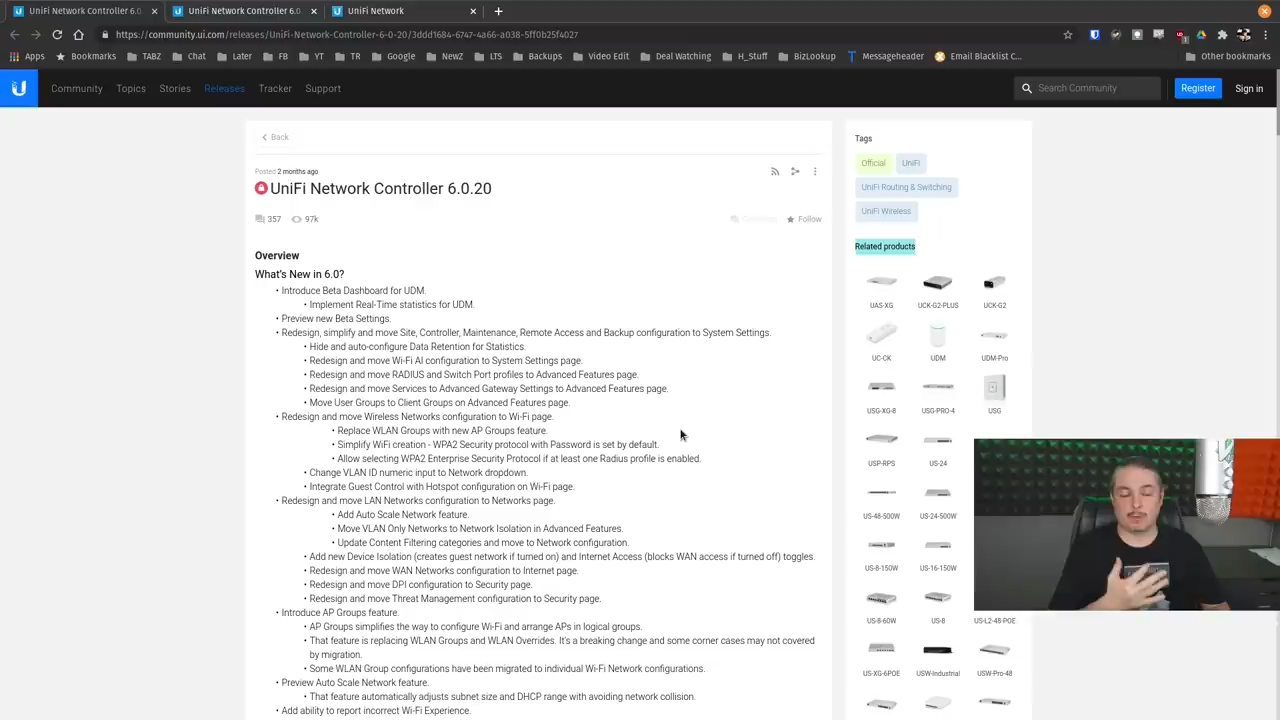 UniFi Network Controller 6.0
UniFi Network Controller 6.0.
UniFi Network
https://community.ui.com/releases/UniFi-Network-Controller-6-0-20/3ddd1684-6747-4a66-a038-5ff0b25f4027
Apps
Bookmarks
TABZ
Chat
Later
FB
YT
TR
Google
NewZ
LTS
Backups
Video Edit
Deal Watching
H_Stuff
BizLookup
Messageheader
Email Blacklist C...
Other bookmarks
Community
Topics
Stories
Releases
Tracker
Support
Search Community
Register
Sign in
Back
Posted 2 months ago
UniFi Network Controller 6.0.20
357
97k
Follow
Overview
What's New in 6.0?
• Introduce Beta Dashboard for UDM.
• Implement Real-Time statistics for UDM.
• Preview new Beta Settings.
• Redesign, simplify and move Site, Controller, Maintenance, Remote Access and Backup configuration to System Settings.
• Hide and auto-configure Data Retention for Statistics.
• Redesign and move Wi-Fi AI configuration to System Settings page.
• Redesign and move RADIUS and Switch Port profiles to Advanced Features page.
• Redesign and move Services to Advanced Gateway Settings to Advanced Features page.
• Move User Groups to Client Groups on Advanced Features page.
• Redesign and move Wireless Networks configuration to Wi-Fi page.
• Replace WLAN Groups with new AP Groups feature.
• Simplify WiFi creation - WPA2 Security protocol with Password is set by default.
• Allow selecting WPA2 Enterprise Security Protocol if at least one Radius profile is enabled.
• Change VLAN ID numeric input to Network dropdown.
• Integrate Guest Control with Hotspot configuration on Wi-Fi page.
• Redesign and move LAN Networks configuration to Networks page.
• Add Auto Scale Network feature.
• Move VLAN Only Networks to Network Isolation in Advanced Features.
• Update Content Filtering categories and move to Network configuration.
• Add new Device Isolation (creates guest network if turned on) and Internet Access (blocks WAN access if turned off) toggles.
• Redesign and move WAN Networks configuration to Internet page.
• Redesign and move DPI configuration to Security page.
• Redesign and move Threat Management configuration to Security page.
• Introduce AP Groups feature.
• AP Groups simplifies the way to configure Wi-Fi and arrange APs in logical groups.
• That feature is replacing WLAN Groups and WLAN Overrides. It's a breaking change and some corner cases may not covered
by migration.
• Some WLAN Group configurations have been migrated to individual Wi-Fi Network configurations.
• Preview Auto Scale Network feature.
• That feature automatically adjusts subnet size and DHCP range with avoiding network collision.
• Add ability to report incorrect Wi-Fi Experience.
Tags
Official
UniFi
UniFi Routing & Switching
UniFi Wireless
Related products
UAS-XG
UCK-G2-PLUS
UCK-G2
UC-CK
UDM
UDM-Pro
USG-XG-8
USG-PRO-4
USG
USP-RPS
US-24
US-48-500W
US-24-500W
US-8-150W
US-16-150W
US-8-60W
US-8
US-L2-48-POE
US-XG-6POE
USW-Industrial
USW-Pro-48